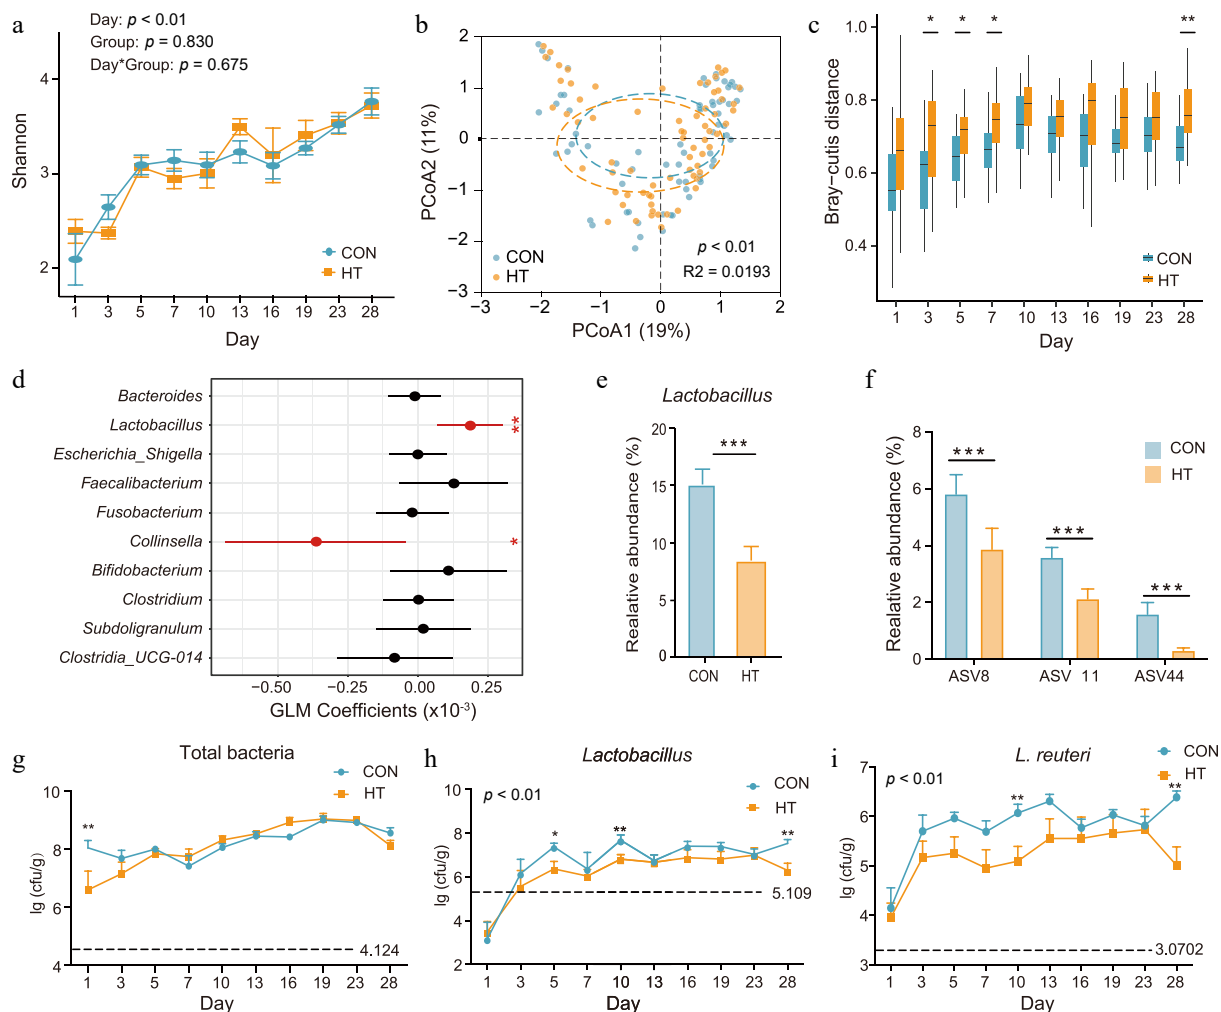 a
Day: p < 0.01
Group: p = 0.830
Day*Group: p = 0.675
Shannon
4
3
2
CON
HT
1 3 5 7 10 13 16 19 23 28
Day
b
PCoA2 (11%)
2
1
0
−1
−2
−3
CON
HT
p < 0.01
R2 = 0.0193
−3 −2 −1 0 1 2
PCoA1 (19%)
c
Bray−cutis distance
* * * **
0.8
0.6
0.4
CON
HT
1 3 5 7 10 13 16 19 23 28
Day
d
Bacteroides
Lactobacillus **
Escherichia_Shigella
Faecalibacterium
Fusobacterium
Collinsella *
Bifidobacterium
Clostridium
Subdoligranulum
Clostridia_UCG-014
−0.50 −0.25 0.00 0.25
GLM Coefficients (x10-3)
e
Lactobacillus
Relative abundance (%)
20
15
10
5
0
***
CON HT
f
Relative abundance (%)
8
6
4
2
0
CON
HT
***
***
***
ASV8 ASV 11 ASV44
g
Total bacteria
CON
HT
lg (cfu/g)
10
8
6
4
**
4.124
1 3 5 7 10 13 16 19 23 28
Day
h
Lactobacillus
CON
HT
p < 0.01
lg (cfu/g)
10
8
6
4
2
* ** **
5.109
1 3 5 7 10 13 16 19 23 28
Day
i
L. reuteri
CON
HT
p < 0.01
lg (cfu/g)
7
6
5
4
3
** **
3.0702
1 3 5 7 10 13 16 19 23 28
Day